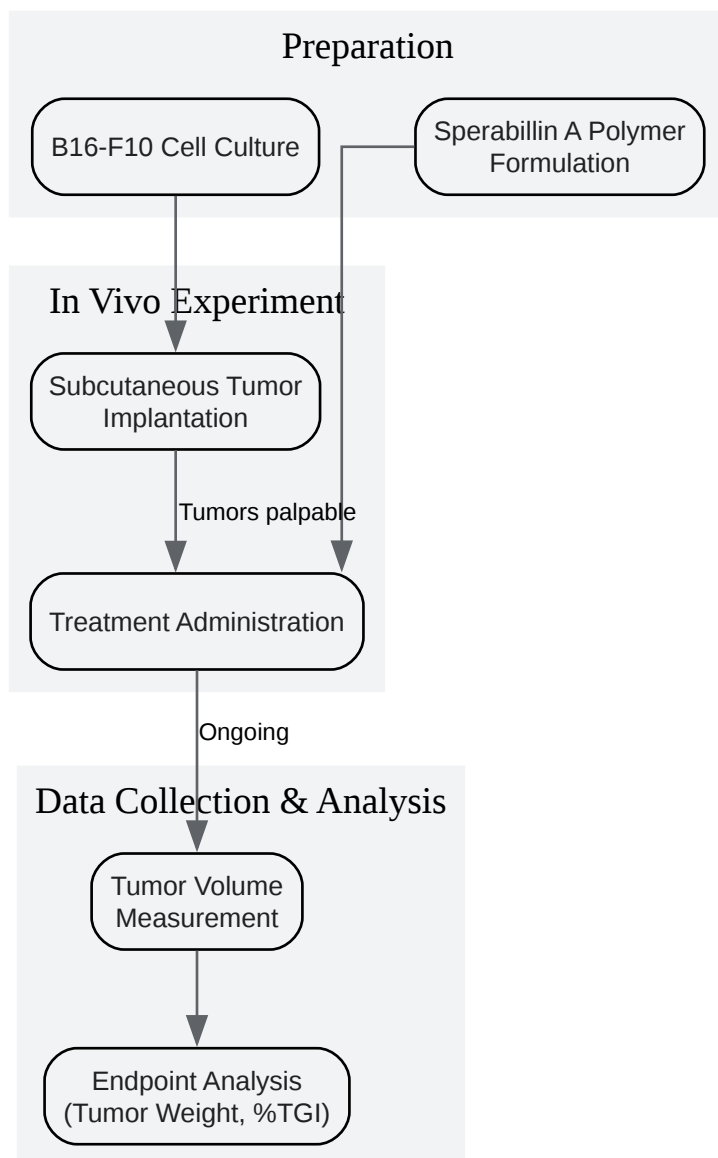 Preparation
B16-F10 Cell Culture
Sperabillin A Polymer
Formulation
In Vivo Experiment
Subcutaneous Tumor
Implantation
Tumors palpable
Treatment Administration
Ongoing
Data Collection & Analysis
Tumor Volume
Measurement
Endpoint Analysis
(Tumor Weight, %TGI)